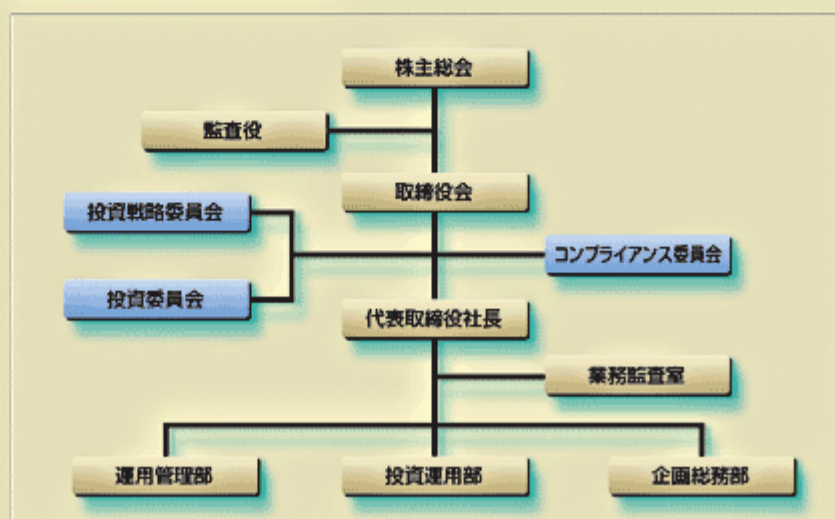 株主総会
監査役
取締役会
投資戦略委員会
コンプライアンス委員会
投資委員会
代表取締役社長
業務監査室
運用管理部
投資運用部
企画総務部